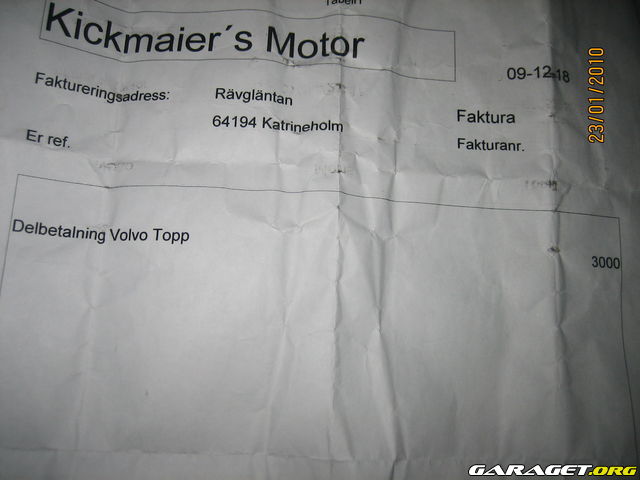 Tabell1
Kickmaier´s Motor
09-12-18
Faktureringsadress: Rävgläntan
64194 Katrineholm
Faktura
Er ref.
Fakturanr.
Delbetalning Volvo Topp
3000
23/01/2010
GARAGET.ORG